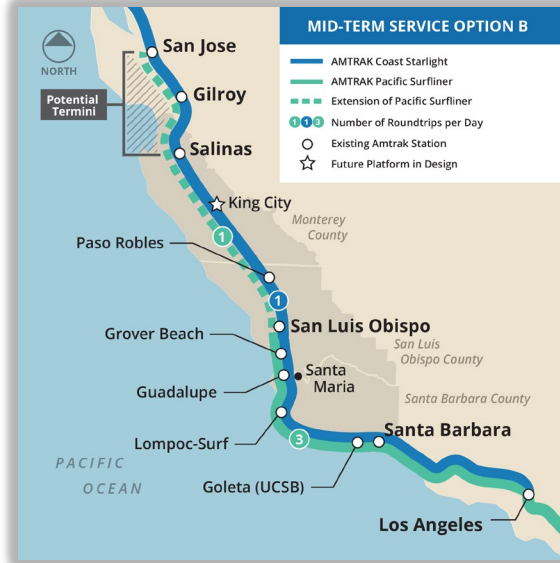 MID-TERM SERVICE OPTION B
AMTRAK Coast Starlight
AMTRAK Pacific Surfliner
Extension of Pacific Surfliner
1 1 3 Number of Roundtrips per Day
Existing Amtrak Station
Future Platform in Design
NORTH
San Jose
Potential
Termini
Gilroy
Salinas
King City
1
Monterey
County
Paso Robles
1
San Luis Obispo
Grover Beach
San Luis
Obispo County
Santa
Maria
Guadalupe
Santa Barbara County
Lompoc-Surf
3
Santa Barbara
PACIFIC
OCEAN
Goleta (UCSB)
Los Angeles